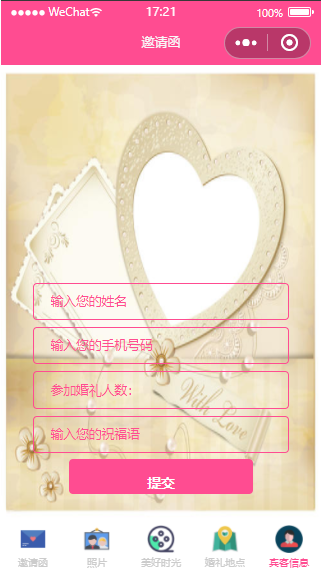 WeChat 17:21 100%
邀请函
输入您的姓名
输入您的手机号码
参加婚礼人数:
With Love
输入您的祝福语
提交
邀请函 照片 美好时光 婚礼地点 宾客信息